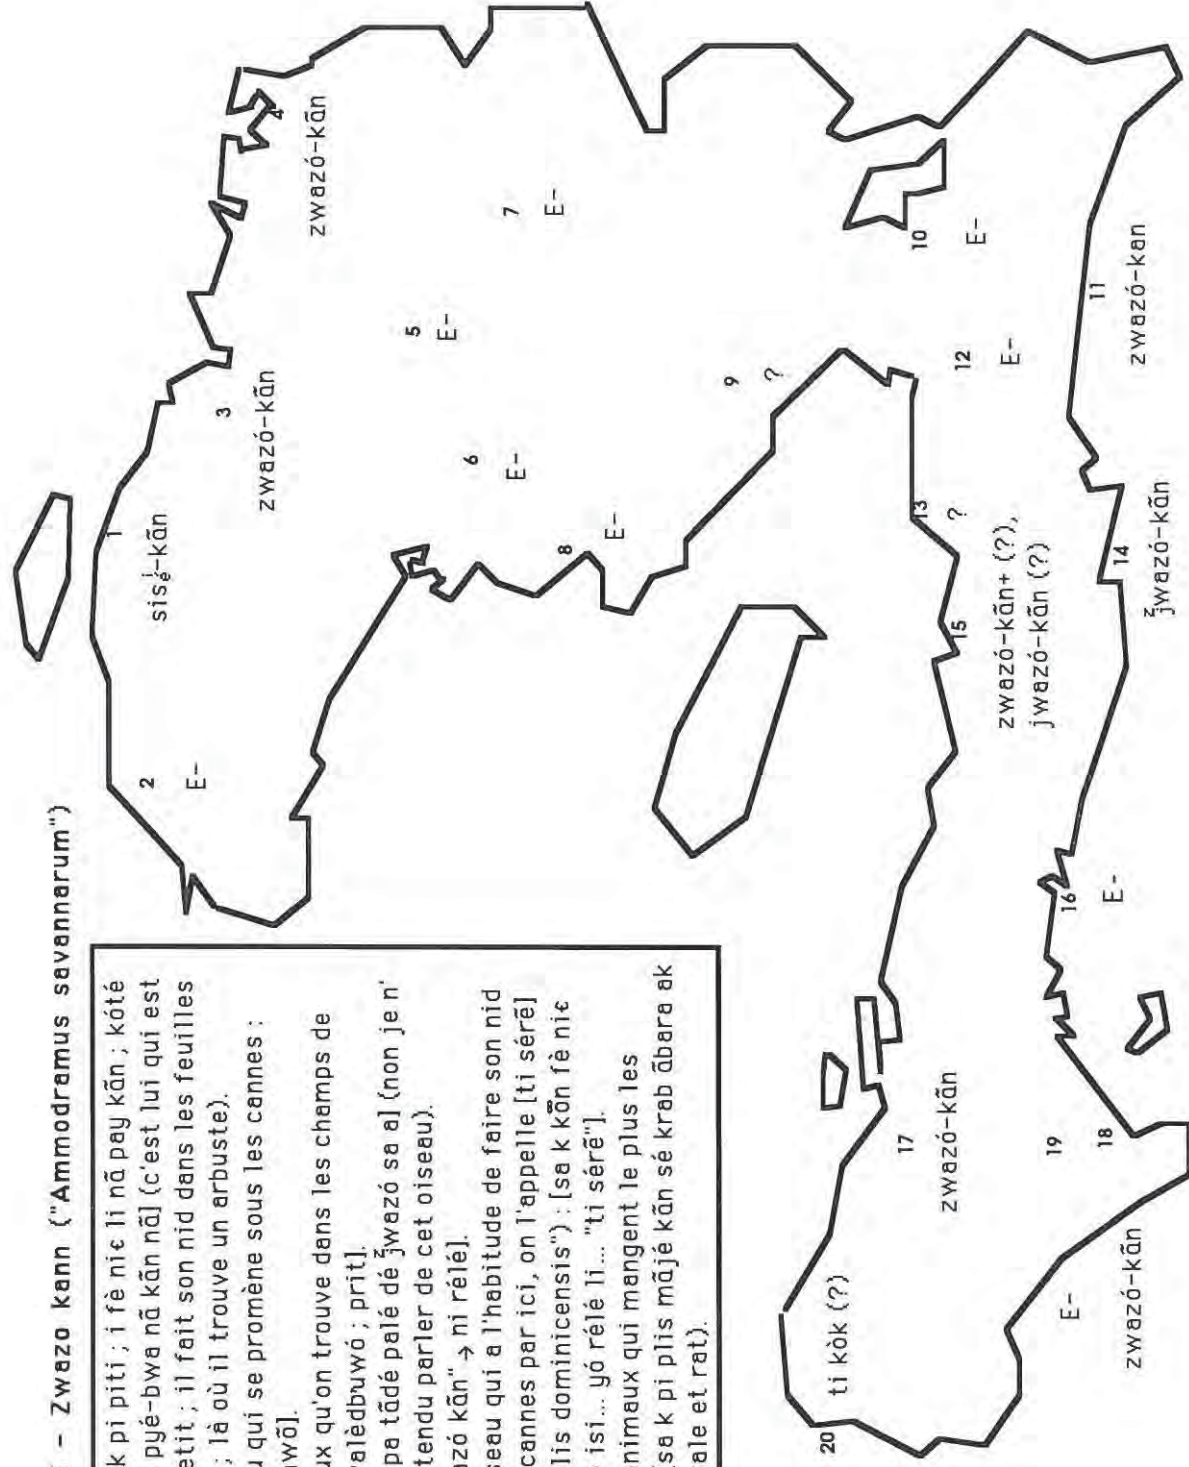 - Zwazo kann ("Ammodramus savannarum")
k pi piti ; i fè niɛ li nã pay kãn ; kóté
pyé-bwa nã kãn nã] (c'est lui qui est
etit ; il fait son nid dans les feuilles
; là où il trouve un arbuste).
u qui se promène sous les cannes :
wõ].
ux qu'on trouve dans les champs de
valèdbuwó ; prit].
pa tãdé palé dé jᶻwazó sa a] (non je n'
tendu parler de cet oiseau).
azó kãn" → ni rélé].
seau qui a l'habitude de faire son nid
cannes par ici, on l'appelle [ti sérẽ]
lis dominicensis") : [sa k kõn fè niɛ
isi... yó rélé li... "ti sérẽ"].
nimaux qui mangent le plus les
sa k pi plis mãjé kãn sé krab ãbara ak
ale et rat).
1
sisé̍-kãn
2
E-
3
zwazó-kãn
4
zwazó-kãn
5
E-
6
E-
7
E-
8
E-
9
?
10
E-
11
zwazó-kan
12
E-
13
?
14
jᶻwazó-kãn
15
zwazó-kãn+ (?),
jwazó-kãn (?)
16
E-
17
zwazó-kãn
18
zwazó-kãn
19
E-
20
ti kòk (??)